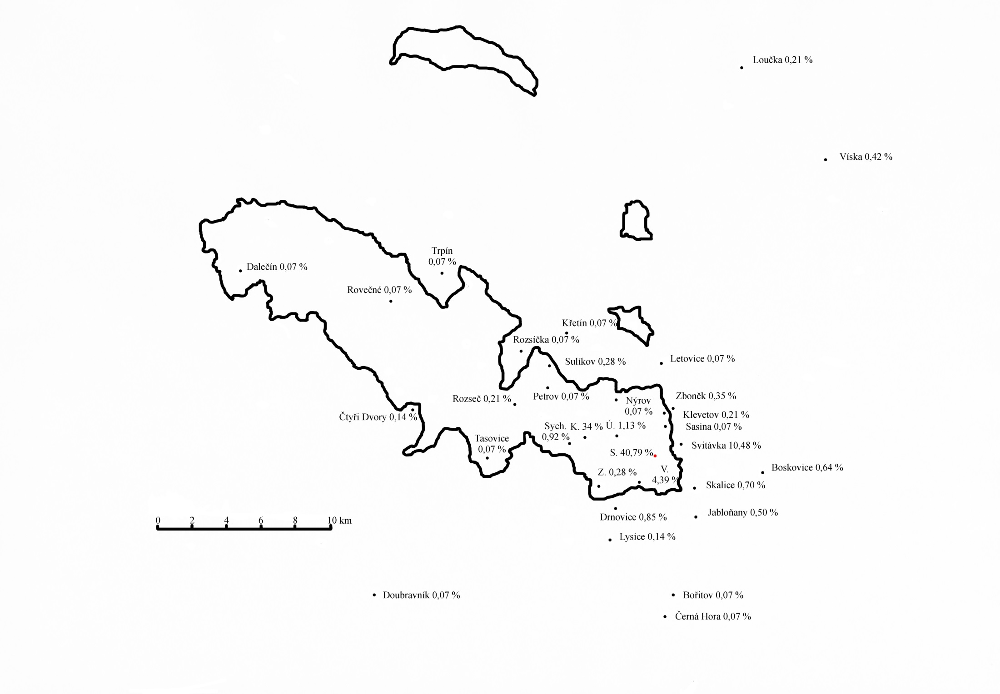 Loučka 0,21 %
Víska 0,42 %
Trpín
0,07 %
Dalečín 0,07 %
Rovečné 0,07 %
Křetín 0,07 %
Rozsíčka 0,07 %
Sulíkov 0,28 %
Letovice 0,07 %
Rozseč 0,21 %
Petrov 0,07 %
Nýrov
0,07 %
Zboněk 0,35 %
Klevetov 0,21 %
Čtyři Dvory 0,14 %
Sych.
0,92 %
K. 34 %
Ú. 1,13 %
Sasina 0,07 %
Tasovice
0,07 %
Svitávka 10,48 %
S. 40,79 %
Z. 0,28 %
V.
4,39 %
Boskovice 0,64 %
Skalice 0,70 %
Drnovice 0,85 %
Jabloňany 0,50 %
0 2 4 6 8 10 km
Lysice 0,14 %
Doubravník 0,07 %
Bořitov 0,07 %
Černá Hora 0,07 %